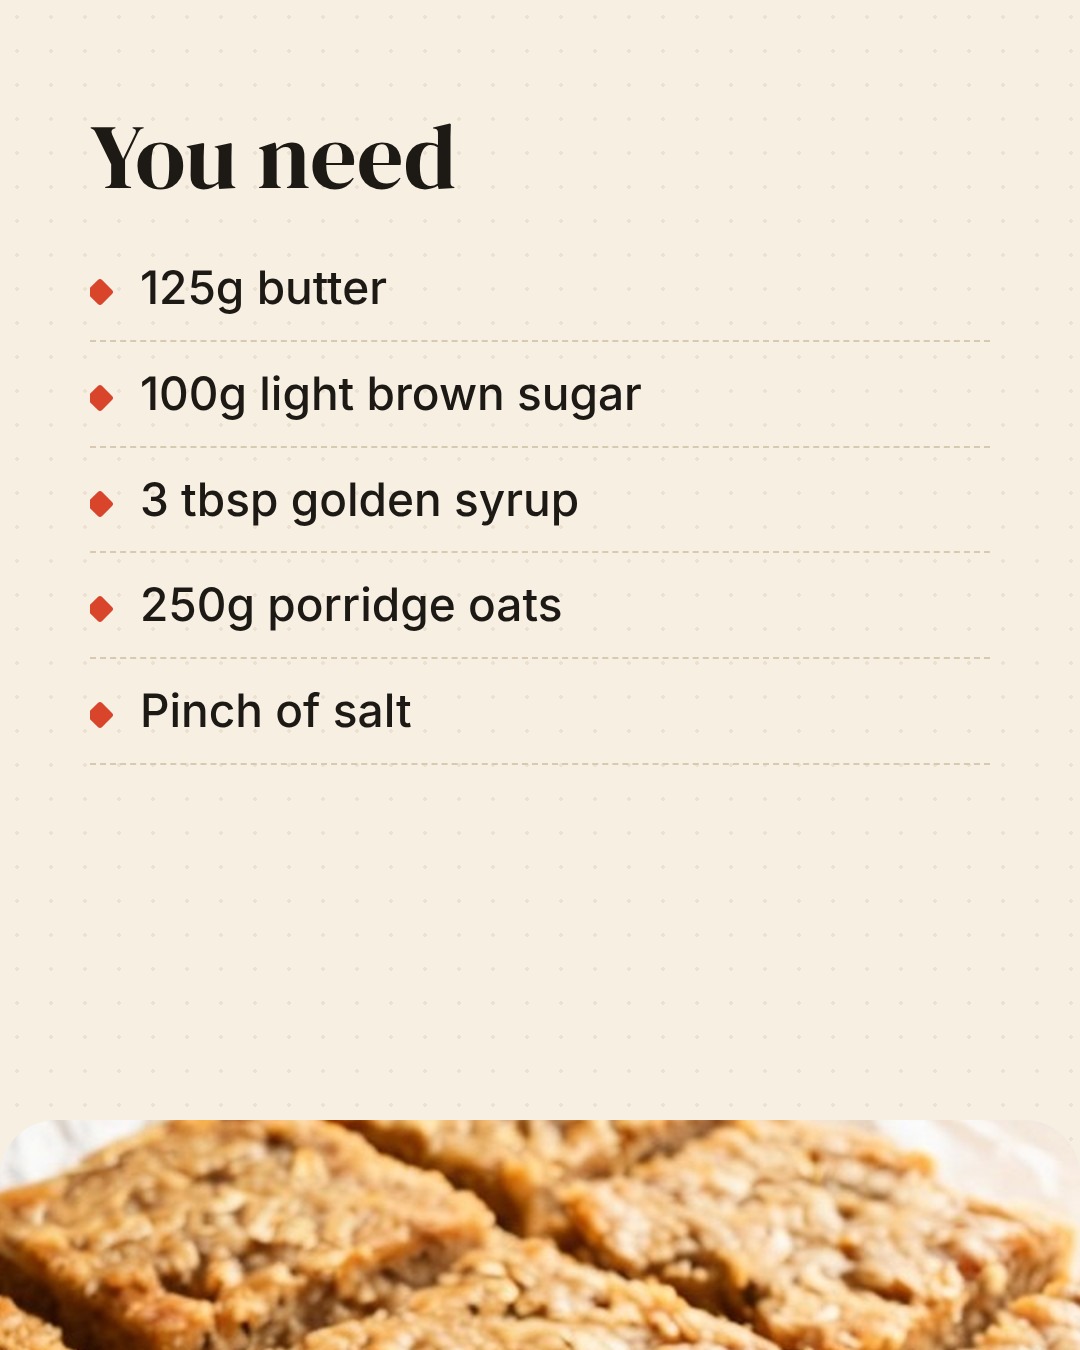 You need
125g butter
100g light brown sugar
3 tbsp golden syrup
250g porridge oats
Pinch of salt